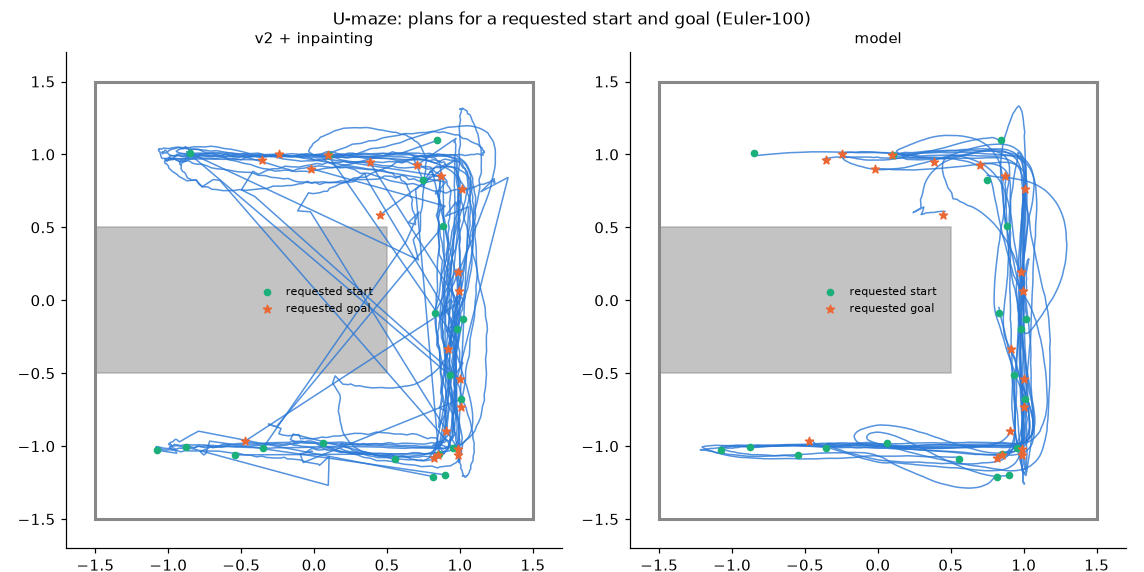 U-maze: plans for a requested start and goal (Euler-100)
v2 + inpainting
model
1.5
1.0
0.5
0.0
−0.5
−1.0
−1.5
requested start
requested goal
−1.5 −1.0 −0.5 0.0 0.5 1.0 1.5
1.5
1.0
0.5
0.0
−0.5
−1.0
−1.5
requested start
requested goal
−1.5 −1.0 −0.5 0.0 0.5 1.0 1.5